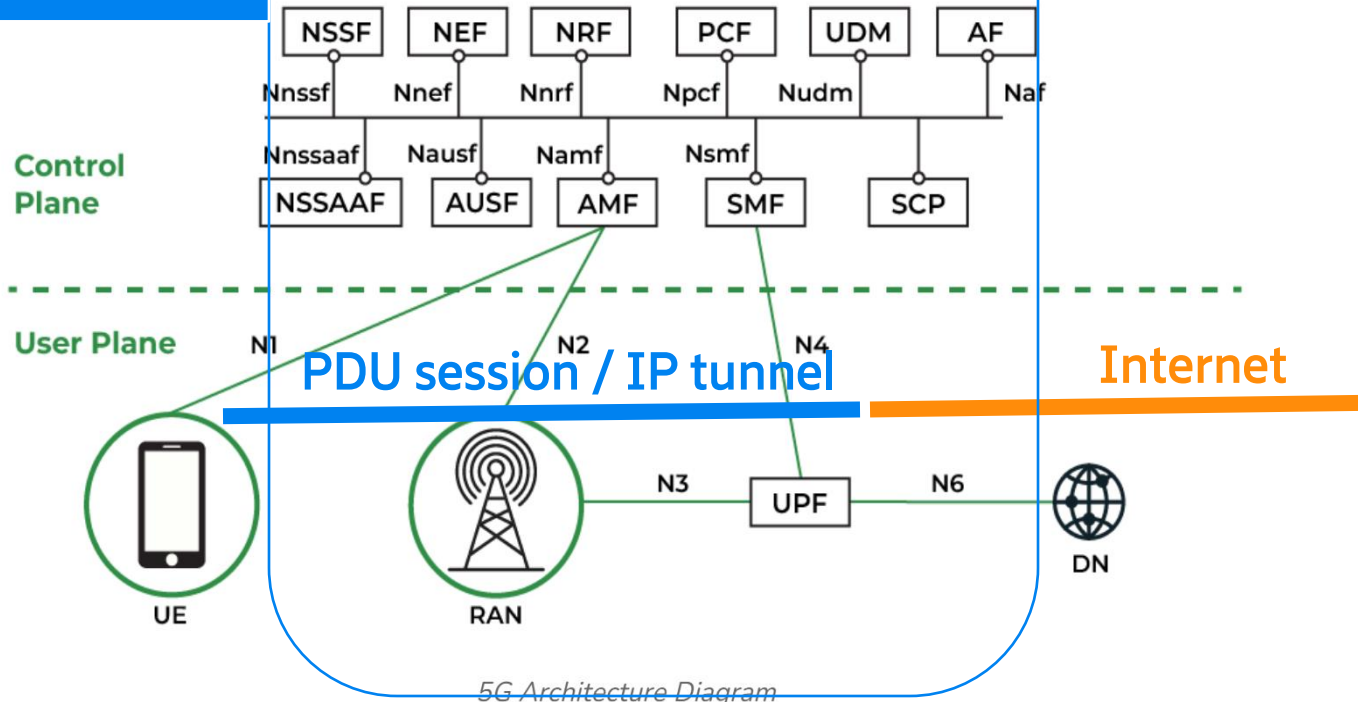 NSSF NEF NRF PCF UDM AF
Nnssf Nnef Nnrf Npcf Nudm Naf
Control
Plane
Nnssaaf Nausf Namf Nsmf
NSSAAF AUSF AMF SMF SCP
User Plane
N1 N2 N4
PDU session / IP tunnel
Internet
N3 N6
UPF
DN
UE
RAN
5G Architecture Diagram